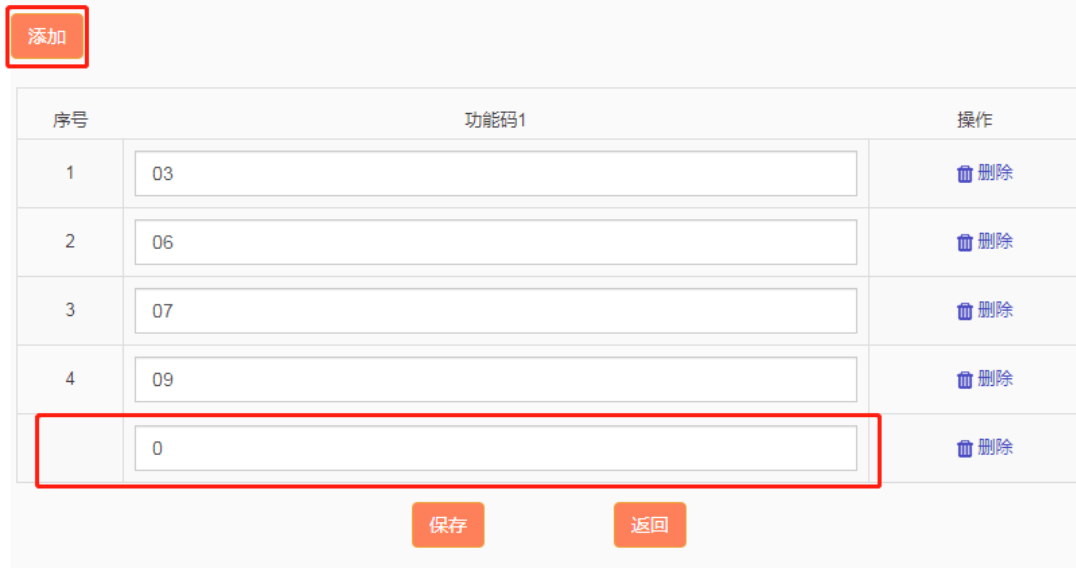 添加
序号 功能码1 操作
1 03 删除
2 06 删除
3 07 删除
4 09 删除
0 删除
保存 返回